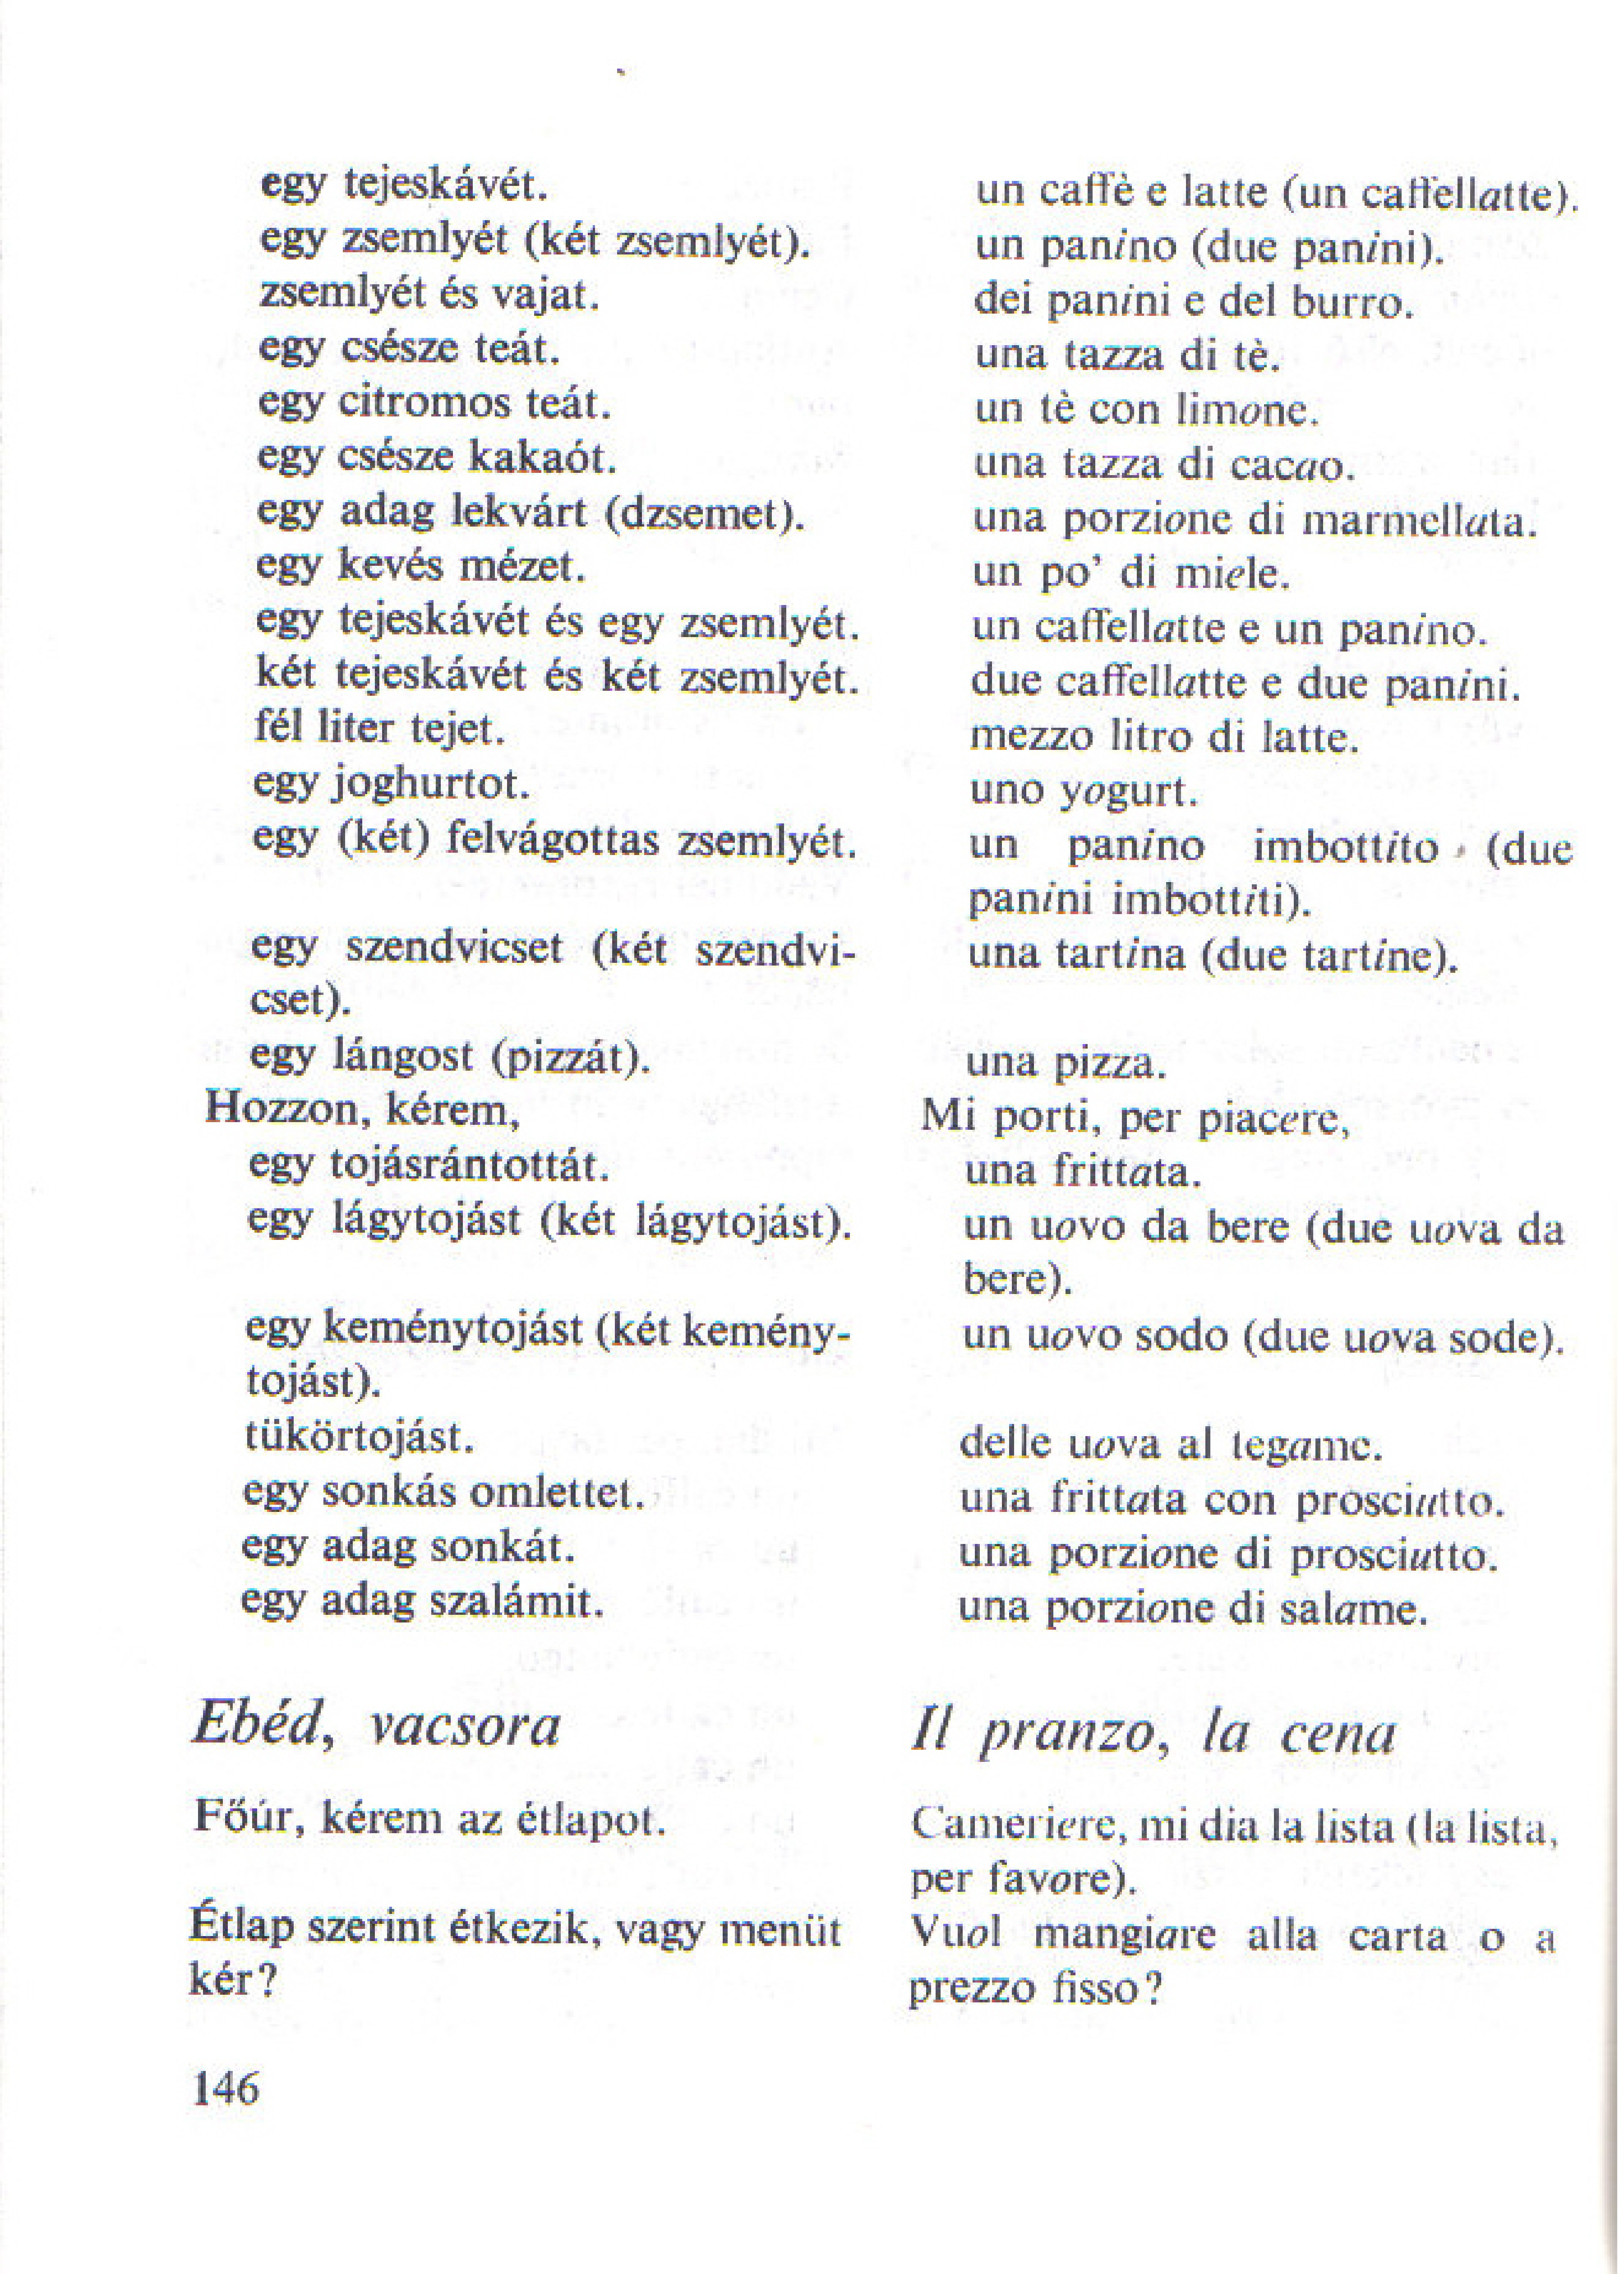 egy tejeskávét.
egy zsemlyét (két zsemlyét).
zsemlyét és vajat.
egy csésze teát.
egy citromos teát.
egy csésze kakaót.
egy adag lekvárt (dzsemet).
egy kevés mézet.
egy tejeskávét és egy zsemlyét.
két tejeskávét és két zsemlyét.
fél liter tejet.
egy joghurtot.
egy (két) felvágottas zsemlyét.
egy szendvicset (két szendvi-
cset).
egy lángost (pizzát).
Hozzon, kérem,
egy tojásrántottát.
egy lágytojást (két lágytojást).
egy keménytojást (két kemény-
tojást).
tükörtojást.
egy sonkás omlettet.
egy adag sonkát.
egy adag szalámit.
Ebéd, vacsora
Főúr, kérem az étlapot.
Étlap szerint étkezik, vagy menüt
kér?
146
un caffè e latte (un caffellatte).
un panino (due panini).
dei panini e del burro.
una tazza di tè.
un tè con limone.
una tazza di cacao.
una porzione di marmellata.
un po' di miele.
un caffellatte e un panino.
due caffellatte e due panini.
mezzo litro di latte.
uno yogurt.
un panino imbottito (due
panini imbottiti).
una tartina (due tartine).
una pizza.
Mi porti, per piacere,
una frittata.
un uovo da bere (due uova da
bere).
un uovo sodo (due uova sode).
delle uova al tegame.
una frittata con prosciutto.
una porzione di prosciutto.
una porzione di salame.
Il pranzo, la cena
Cameriere, mi dia la lista (la lista,
per favore).
Vuol mangiare alla carta o a
prezzo fisso?